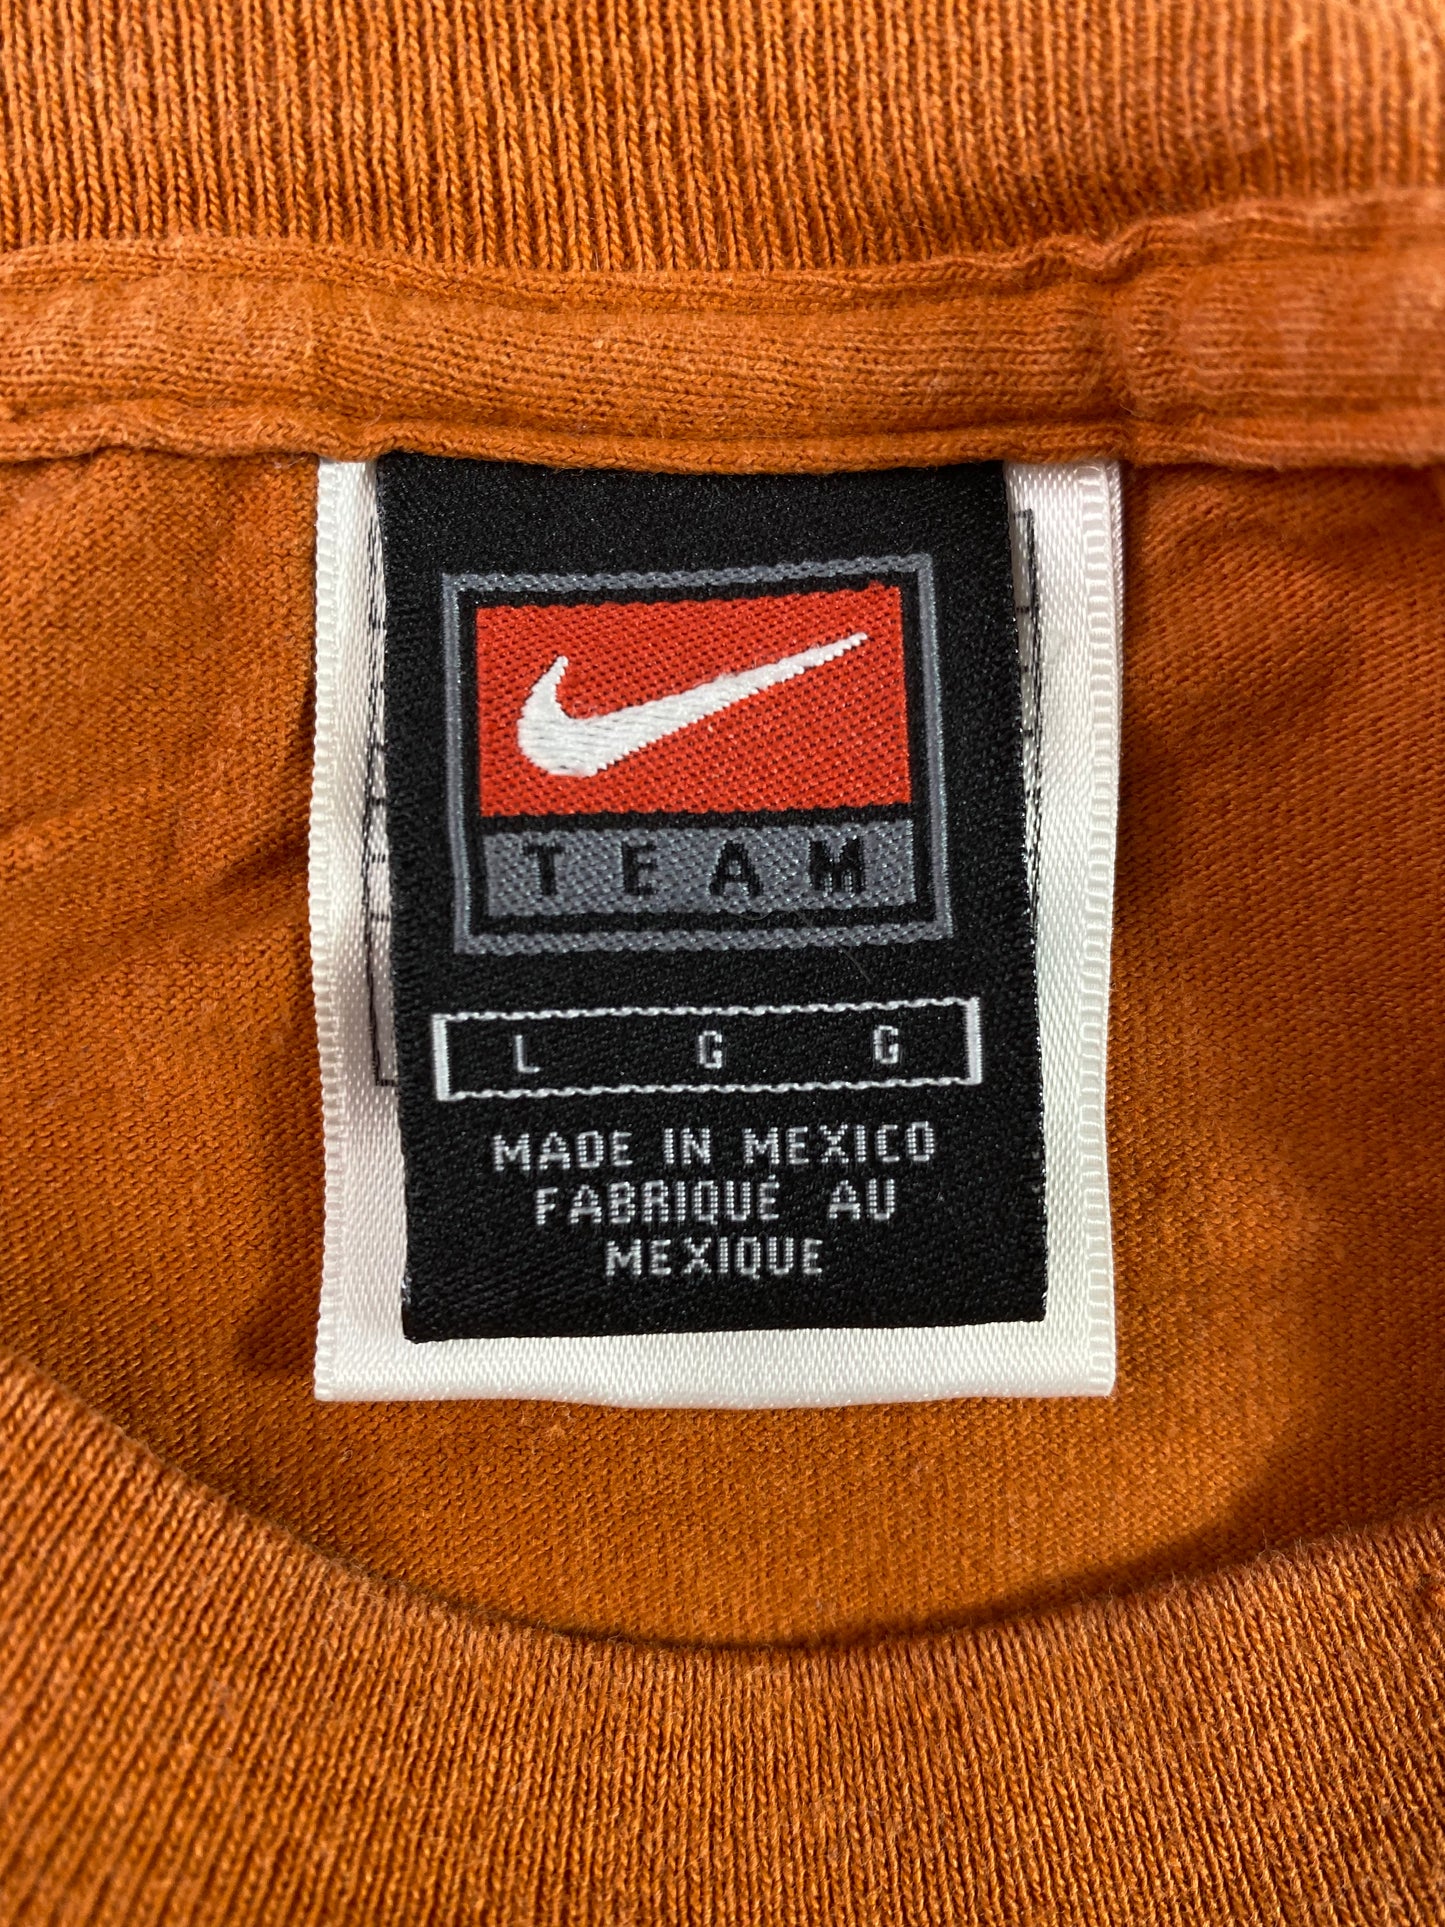 TEAM
L G G
MADE IN MEXICO
FABRIQUÉ AU
MEXIQUE